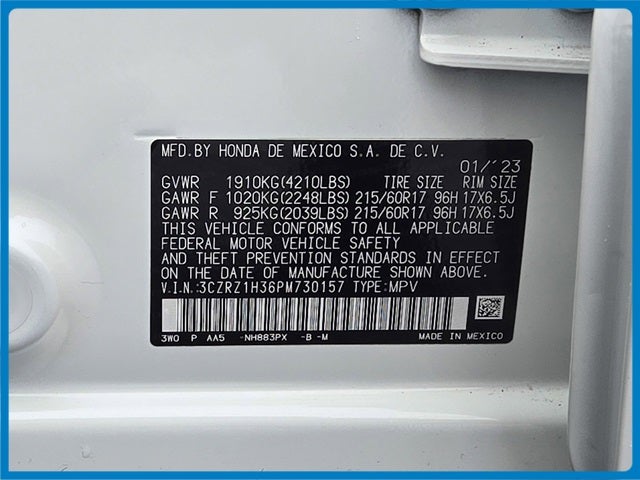 MFD.BY HONDA DE MEXICO S.A. DE C.V.
01/'23
GVWR 1910KG(4210LBS) TIRE SIZE RIM SIZE
GAWR F 1020KG(2248LBS) 215/60R17 96H 17X6.5J
GAWR R 925KG(2039LBS) 215/60R17 96H 17X6.5J
THIS VEHICLE CONFORMS TO ALL APPLICABLE
FEDERAL MOTOR VEHICLE SAFETY
AND THEFT PREVENTION STANDARDS IN EFFECT
ON THE DATE OF MANUFACTURE SHOWN ABOVE.
V.I.N.:3CZRZ1H36PM730157 TYPE:MPV
3W0 P AA5 -NH883PX -B -M MADE IN MEXICO